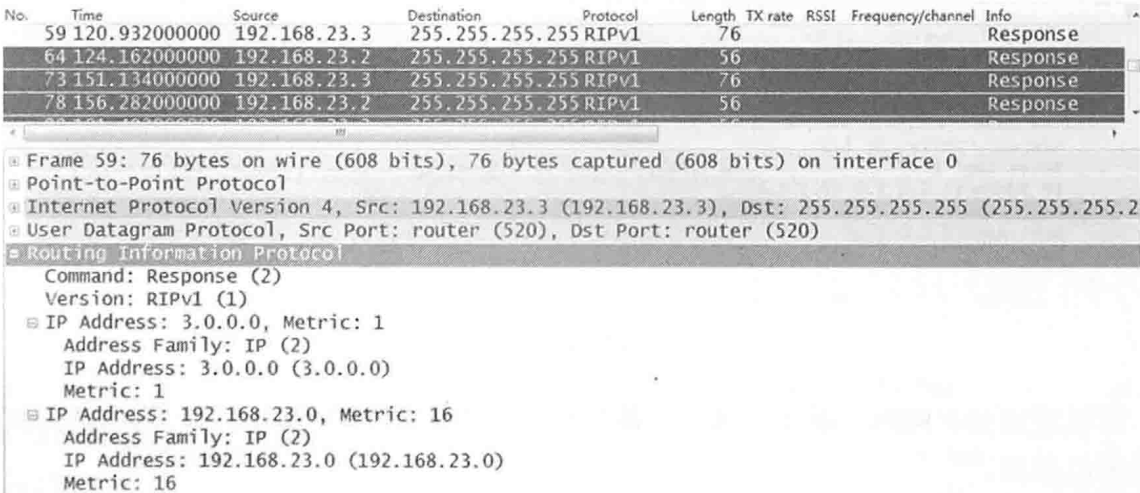 No. Time Source Destination Protocol Length TX rate RSSI Frequency/channel Info
59 120.932000000 192.168.23.3 255.255.255.255 RIPv1 76 Response
64 124.162000000 192.168.23.2 255.255.255.255 RIPv1 56 Response
73 151.134000000 192.168.23.3 255.255.255.255 RIPv1 76 Response
78 156.282000000 192.168.23.2 255.255.255.255 RIPv1 56 Response
Frame 59: 76 bytes on wire (608 bits), 76 bytes captured (608 bits) on interface 0
Point-to-Point Protocol
Internet Protocol Version 4, Src: 192.168.23.3 (192.168.23.3), Dst: 255.255.255.255 (255.255.255.2
User Datagram Protocol, Src Port: router (520), Dst Port: router (520)
Routing Information Protocol
Command: Response (2)
Version: RIPv1 (1)
IP Address: 3.0.0.0, Metric: 1
Address Family: IP (2)
IP Address: 3.0.0.0 (3.0.0.0)
Metric: 1
IP Address: 192.168.23.0, Metric: 16
Address Family: IP (2)
IP Address: 192.168.23.0 (192.168.23.0)
Metric: 16